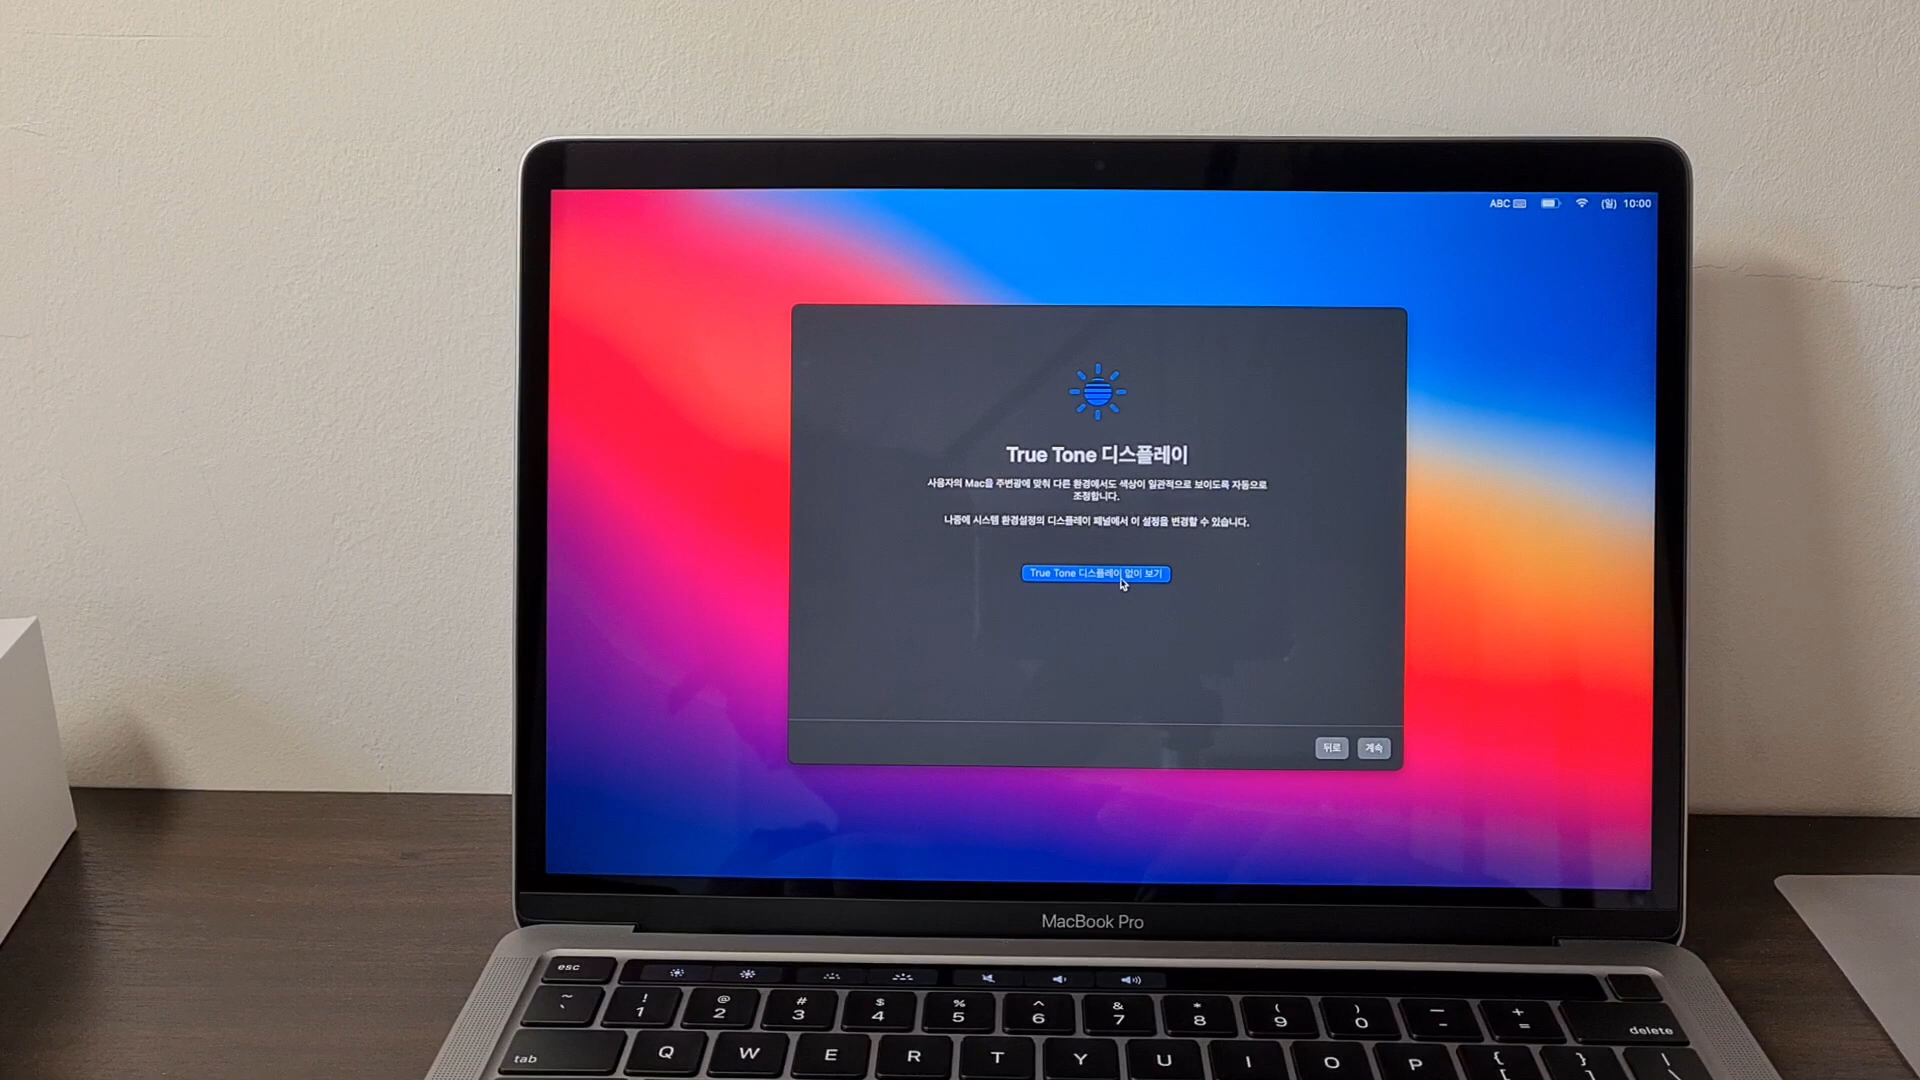 ABC (일) 10:00
True Tone 디스플레이
사용자의 Mac을 주변광에 맞춰 다른 환경에서도 색상이 일관적으로 보이도록 자동으로
조정합니다.
나중에 시스템 환경설정의 디스플레이 패널에서 이 설정을 변경할 수 있습니다.
True Tone 디스플레이 없이 보기
뒤로 계속
MacBook Pro
esc
~ ! @ # $ % ^ & * ( ) — +
` 1 2 3 4 5 6 7 8 9 0 - = delete
tab Q W E R T Y U I O P { } |
[ ] \